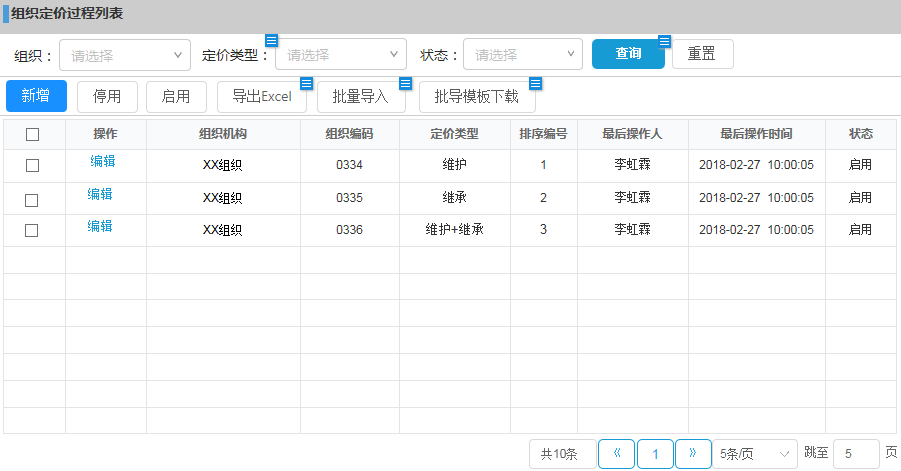 组织定价过程列表
组织： 请选择 定价类型： 请选择 状态： 请选择 查询 重置
新增 停用 启用 导出Excel 批量导入 批导模板下载
操作 组织机构 组织编码 定价类型 排序编号 最后操作人 最后操作时间 状态
编辑 XX组织 0334 维护 1 李虹霖 2018-02-27 10:00:05 启用
编辑 XX组织 0335 继承 2 李虹霖 2018-02-27 10:00:05 启用
编辑 XX组织 0336 维护+继承 3 李虹霖 2018-02-27 10:00:05 启用
共10条 《 1 》 5条/页 跳至 5 页